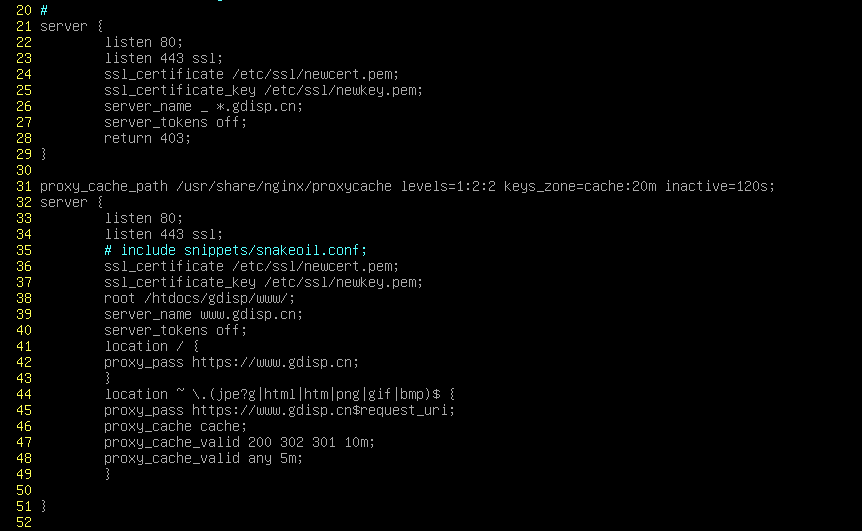 20 #
21 server {
22         listen 80;
23         listen 443 ssl;
24         ssl_certificate /etc/ssl/newcert.pem;
25         ssl_certificate_key /etc/ssl/newkey.pem;
26         server_name _ *.gdisp.cn;
27         server_tokens off;
28         return 403;
29 }
30
31 proxy_cache_path /usr/share/nginx/proxycache levels=1:2:2 keys_zone=cache:20m inactive=120s;
32 server {
33         listen 80;
34         listen 443 ssl;
35         # include snippets/snakeoil.conf;
36         ssl_certificate /etc/ssl/newcert.pem;
37         ssl_certificate_key /etc/ssl/newkey.pem;
38         root /htdocs/gdisp/www/;
39         server_name www.gdisp.cn;
40         server_tokens off;
41         location / {
42         proxy_pass https://www.gdisp.cn;
43         }
44         location ~ \.(jpe?g|html|htm|png|gif|bmp)$ {
45         proxy_pass https://www.gdisp.cn$request_uri;
46         proxy_cache cache;
47         proxy_cache_valid 200 302 301 10m;
48         proxy_cache_valid any 5m;
49         }
50
51 }
52